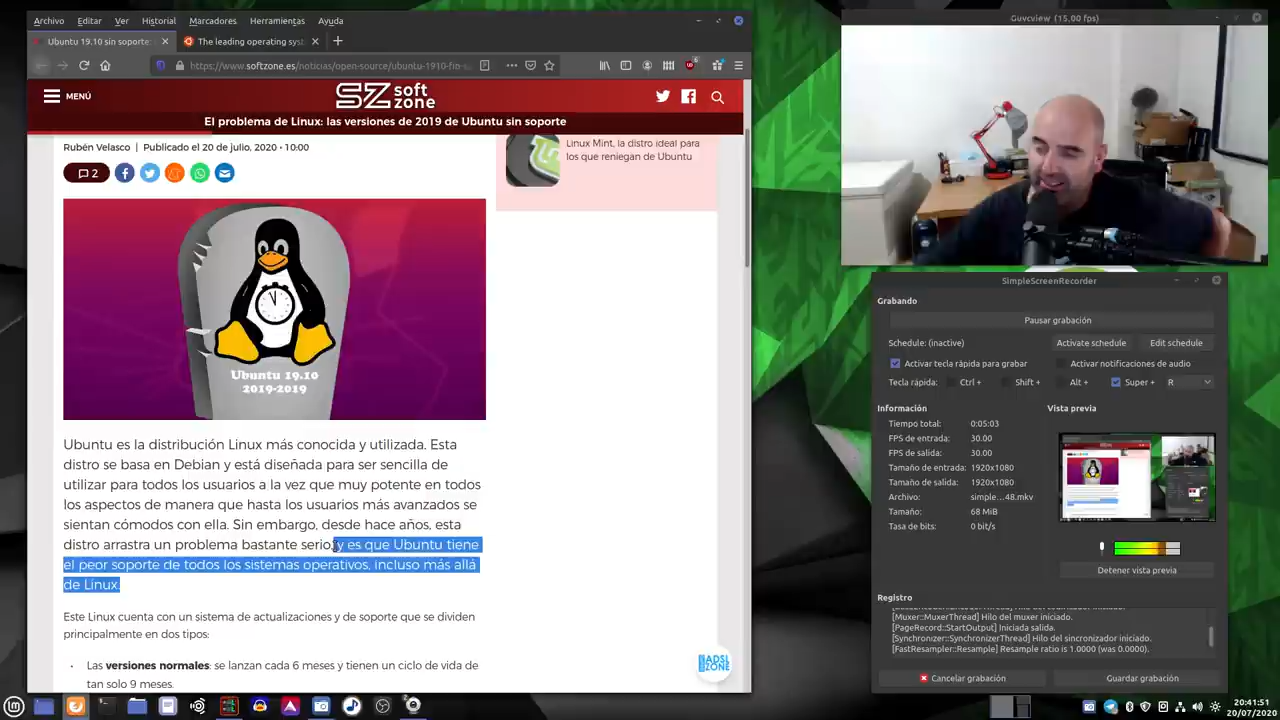 Archivo Editar Ver Historial Marcadores Herramientas Ayuda
Ubuntu 19.10 sin soporte:
The leading operating syst
https://www.softzone.es/noticias/open-source/ubuntu-1910-fin-s
MENÚ
SZ soft zone
El problema de Linux: las versiones de 2019 de Ubuntu sin soporte
Rubén Velasco | Publicado el 20 de julio, 2020 • 10:00
2
Linux Mint, la distro ideal para
los que reniegan de Ubuntu
Ubuntu 19.10
2019-2019
Ubuntu es la distribución Linux más conocida y utilizada. Esta
distro se basa en Debian y está diseñada para ser sencilla de
utilizar para todos los usuarios a la vez que muy potente en todos
los aspectos de manera que hasta los usuarios más avanzados se
sientan cómodos con ella. Sin embargo, desde hace años, esta
distro arrastra un problema bastante serio, y es que Ubuntu tiene
el peor soporte de todos los sistemas operativos, incluso más allá
de Linux.
Este Linux cuenta con un sistema de actualizaciones y de soporte que se dividen
principalmente en dos tipos:
• Las versiones normales: se lanzan cada 6 meses y tienen un ciclo de vida de
tan solo 9 meses.
ADSL ZONE
Guvcview (15,00 fps)
SimpleScreenRecorder
Grabando
Pausar grabación
Schedule: (inactive)
Activate schedule
Edit schedule
Activar tecla rápida para grabar
Activar notificaciones de audio
Tecla rápida: Ctrl + Shift + Alt + Super + R
Información
Vista previa
Tiempo total: 0:05:03
FPS de entrada: 30.00
FPS de salida: 30.00
Tamaño de entrada: 1920x1080
Tamaño de salida: 1920x1080
Archivo: simple...48.mkv
Tamaño: 68 MiB
Tasa de bits: 0 bit/s
Detener vista previa
Registro
[Muxer::MuxerThread] Hilo del muxer iniciado.
[PageRecord::StartOutput] Iniciada salida.
[Synchronizer::SynchronizerThread] Hilo del sincronizador iniciado.
[FastResampler::Resample] Resample ratio is 1.0000 (was 0.0000).
Cancelar grabación
Guardar grabación
20:41:51
20/07/2020